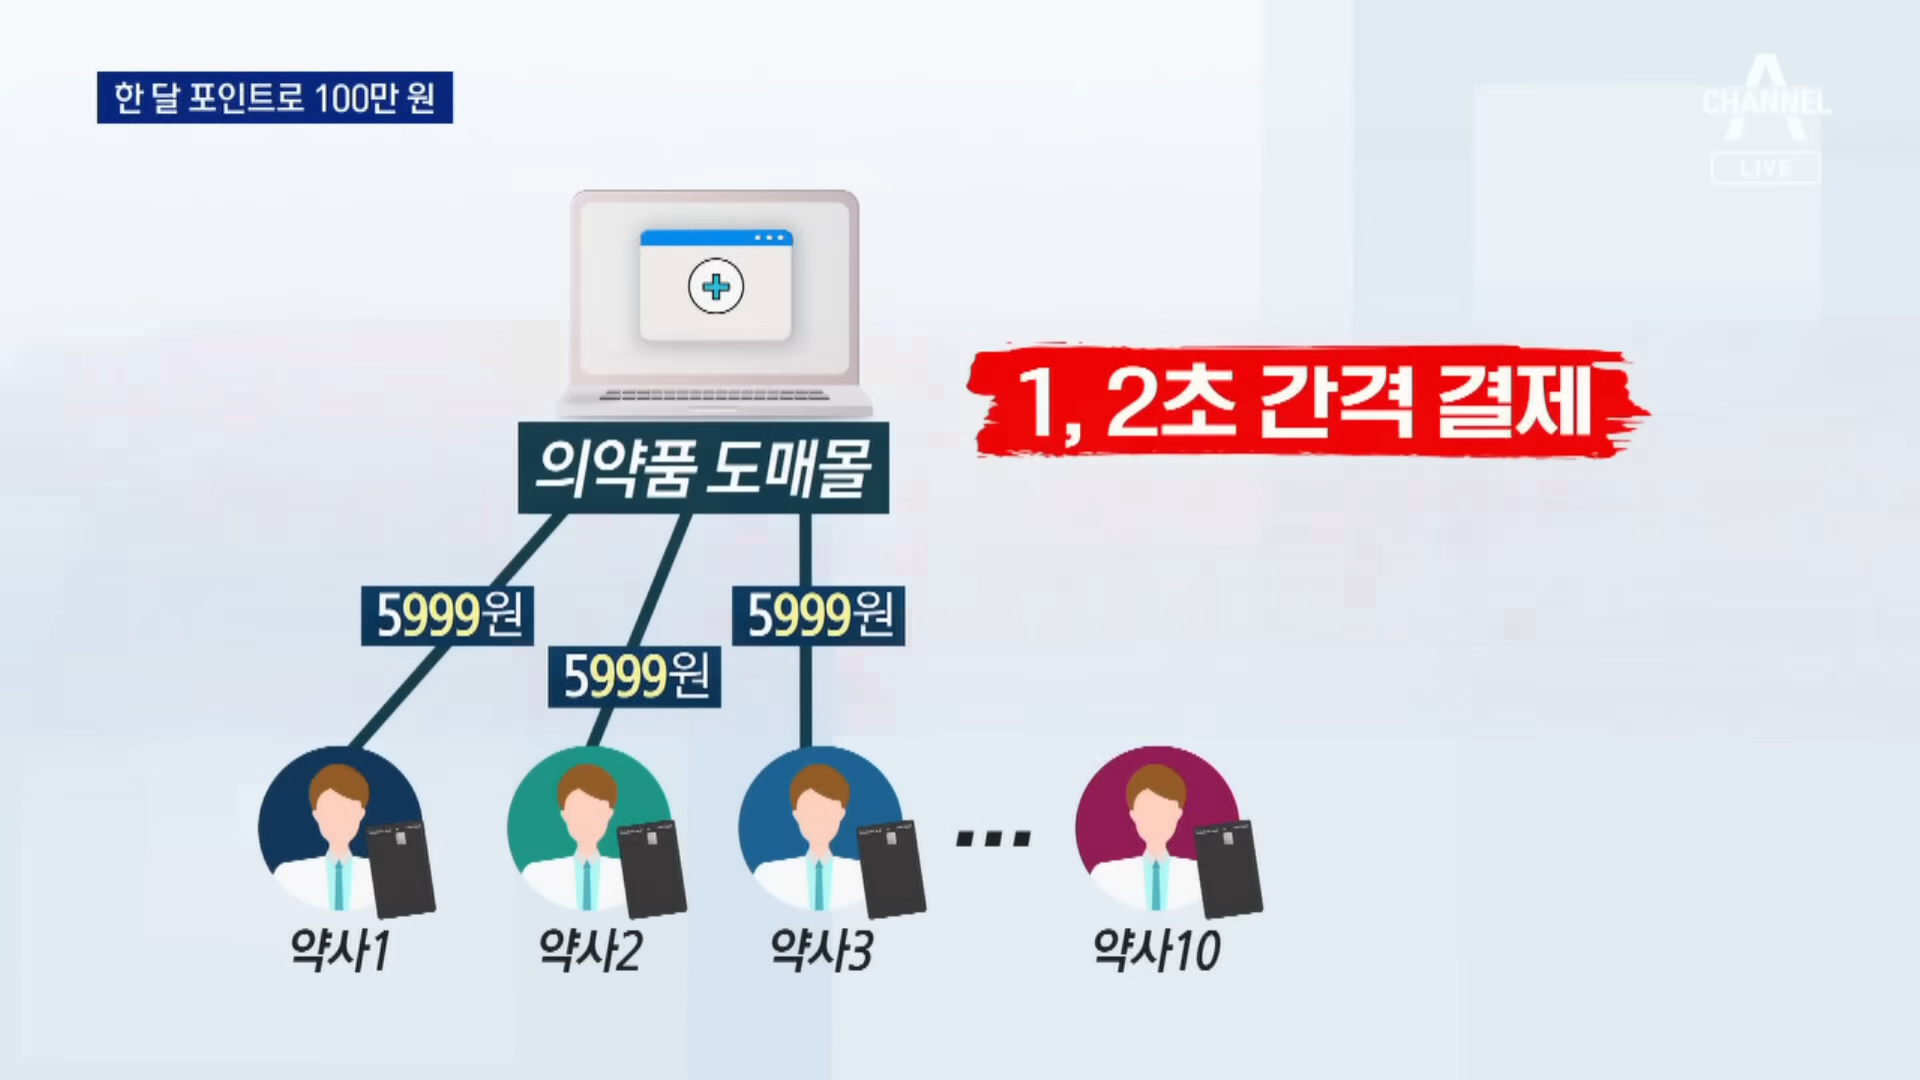 한 달 포인트로 100만 원
CHANNEL A
LIVE
1, 2초 간격 결제
의약품 도매몰
5999원
5999원
5999원
약사1
약사2
약사3
...
약사10